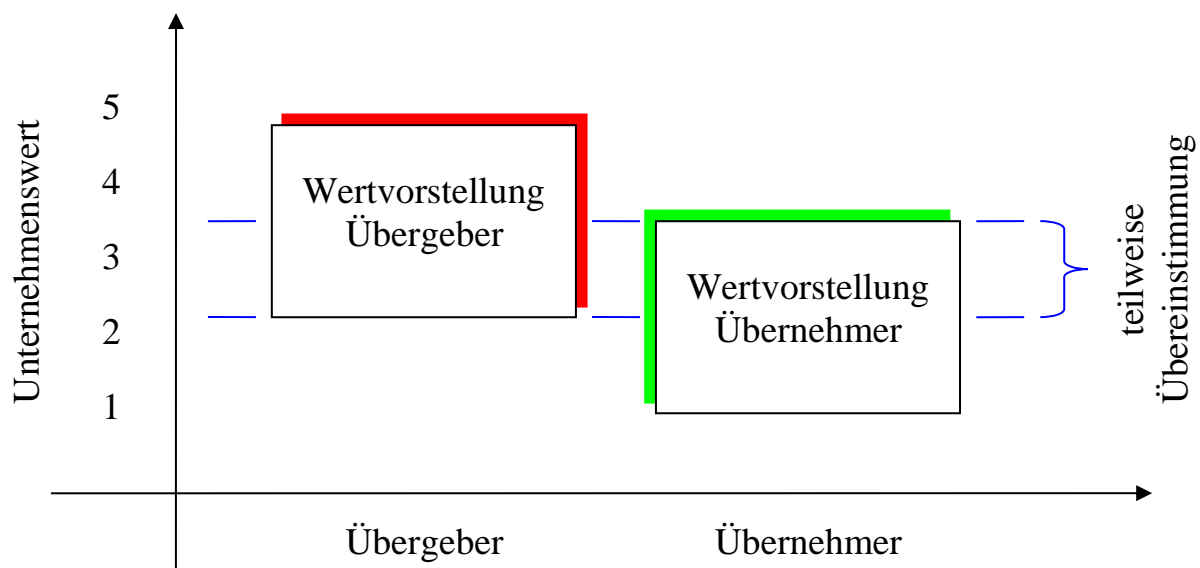 Unternehmenswert
5
4
3
2
1
Wertvorstellung
Übergeber
Wertvorstellung
Übernehmer
teilweise
Übereinstimmung
Übergeber
Übernehmer